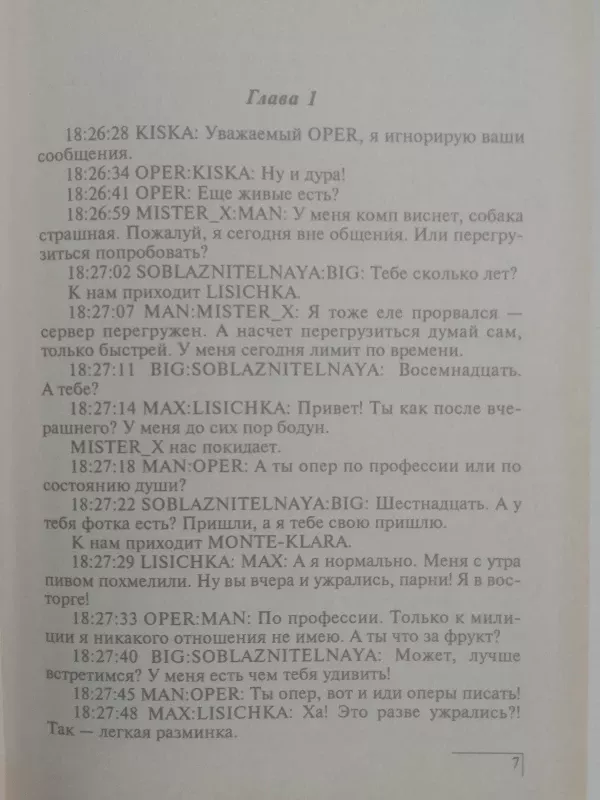 Глава 1
18:26:28 KISKA: Уважаемый OPER, я игнорирую ваши
сообщения.
18:26:34 OPER:KISKA: Ну и дура!
18:26:41 OPER: Еще живые есть?
18:26:59 MISTER_X:MAN: У меня комп виснет, собака
страшная. Пожалуй, я сегодня вне общения. Или перегру-
зиться попробовать?
18:27:02 SOBLAZNITELNAYA:BIG: Тебе сколько лет?
К нам приходит LISICHKA.
18:27:07 MAN:MISTER_X: Я тоже еле прорвался —
сервер перегружен. А насчет перегрузиться думай сам,
только быстрей. У меня сегодня лимит по времени.
18:27:11 BIG:SOBLAZNITELNAYA: Восемнадцать.
А тебе?
18:27:14 MAX:LISICHKA: Привет! Ты как после вче-
рашнего? У меня до сих пор бодун.
MISTER_X нас покидает.
18:27:18 MAN:OPER: А ты опер по профессии или по
состоянию души?
18:27:22 SOBLAZNITELNAYA:BIG: Шестнадцать. А у
тебя фотка есть? Пришли, а я тебе свою пришлю.
К нам приходит MONTE-KLARA.
18:27:29 LISICHKA: MAX: А я нормально. Меня с утра
пивом похмелили. Ну вы вчера и ужрались, парни! Я в вос-
торге!
18:27:33 OPER:MAN: По профессии. Только к мили-
ции я никакого отношения не имею. А ты что за фрукт?
18:27:40 BIG:SOBLAZNITELNAYA: Может, лучше
встретимся? У меня есть чем тебя удивить!
18:27:45 MAN:OPER: Ты опер, вот и иди оперы писать!
18:27:48 MAX:LISICHKA: Ха! Это разве ужрались?!
Так — легкая разминка.
7